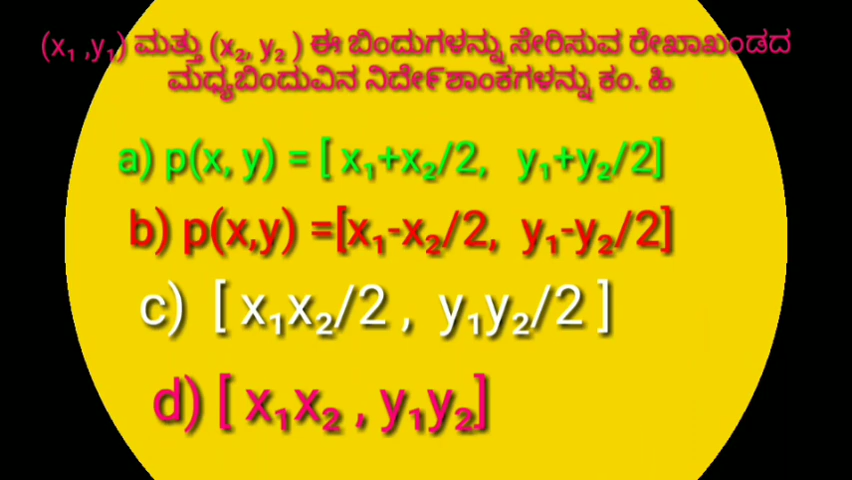 (x₁ ,y₁) ಮತ್ತು (x₂, y₂ ) ಈ ಬಿಂದುಗಳನ್ನು ಸೇರಿಸುವ ರೇಖಾಖಂಡದ
ಮಧ್ಯಬಿಂದುವಿನ ನಿರ್ದೇಶಾಂಕಗಳನ್ನು ಕಂ. ಹಿ
a) p(x, y) = [ x₁+x₂/2, y₁+y₂/2]
b) p(x,y) =[x₁-x₂/2, y₁-y₂/2]
c) [ x₁x₂/2 , y₁y₂/2 ]
d) [ x₁x₂ , y₁y₂]